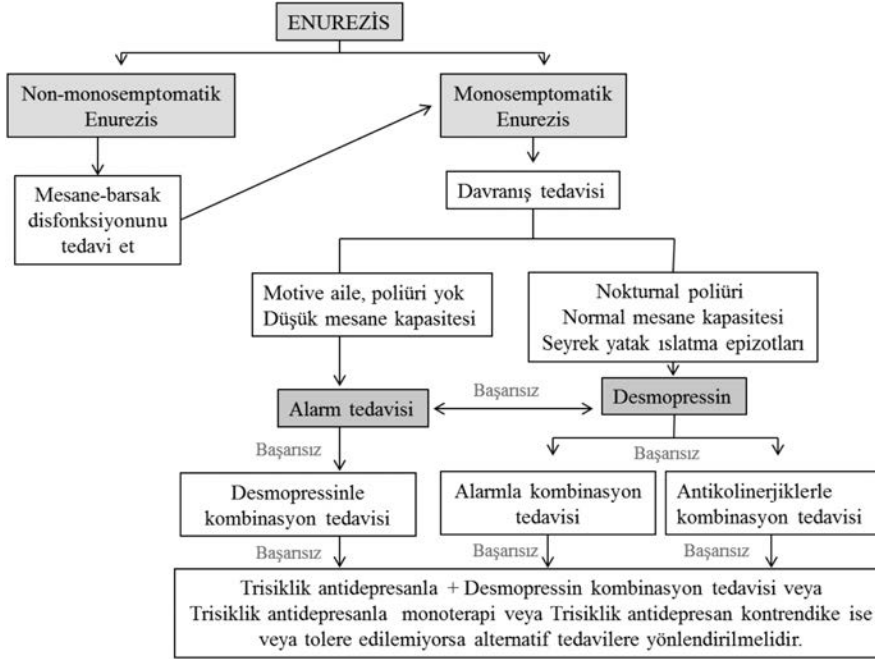 ENUREZİS
Non-monosemptomatik
Enurezis
Monosemptomatik
Enurezis
Mesane-barsak
disfonksiyonunu
tedavi et
Davranış tedavisi
Motive aile, poliüri yok
Düşük mesane kapasitesi
Nokturnal poliüri
Normal mesane kapasitesi
Seyrek yatak ıslatma epizotları
Alarm tedavisi
Başarısız
Desmopressin
Başarısız
Başarısız
Desmopressinle
kombinasyon tedavisi
Alarmla kombinasyon
tedavisi
Antikolinerjiklerle
kombinasyon tedavisi
Başarısız
Başarısız
Başarısız
Trisiklik antidepresanla + Desmopressin kombinasyon tedavisi veya
Trisiklik antidepresanla monoterapi veya Trisiklik antidepresan kontrendike ise
veya tolere edilemiyorsa alternatif tedavilere yönlendirilmelidir.